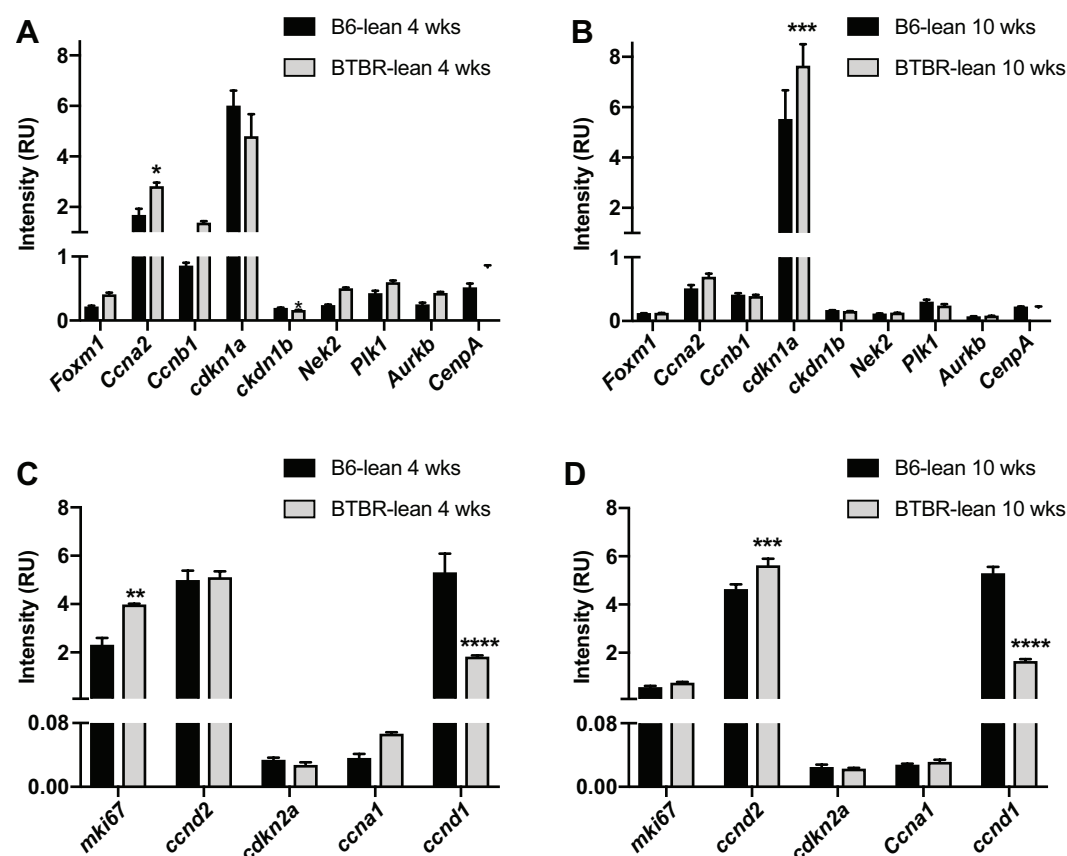 A
B6-lean 4 wks
BTBR-lean 4 wks
Intensity (RU)
8
6
4
2
1
0
*
*
Foxm1
Ccna2
Ccnb1
cdkn1a
ckdn1b
Nek2
Plk1
Aurkb
CenpA
B
B6-lean 10 wks
BTBR-lean 10 wks
Intensity (RU)
8
6
4
2
1
0
***
Foxm1
Ccna2
Ccnb1
cdkn1a
ckdn1b
Nek2
Plk1
Aurkb
CenpA
C
B6-lean 4 wks
BTBR-lean 4 wks
Intensity (RU)
8
6
4
2
0.08
0.00
**
****
mki67
ccnd2
cdkn2a
ccna1
ccnd1
D
B6-lean 10 wks
BTBR-lean 10 wks
Intensity (RU)
8
6
4
2
0.08
0.00
***
****
mki67
ccnd2
cdkn2a
Ccna1
ccnd1